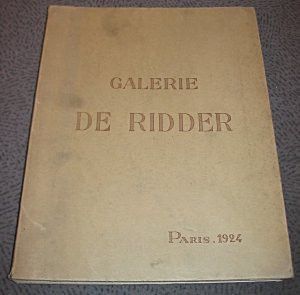 GALERIE
DE RIDDER
PARIS. 1924